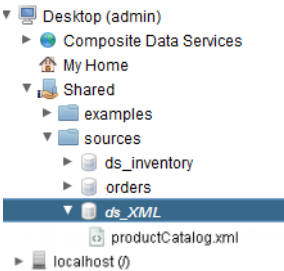 Desktop (admin)
Composite Data Services
My Home
Shared
examples
sources
ds_inventory
orders
ds_XML
productCatalog.xml
localhost (/)